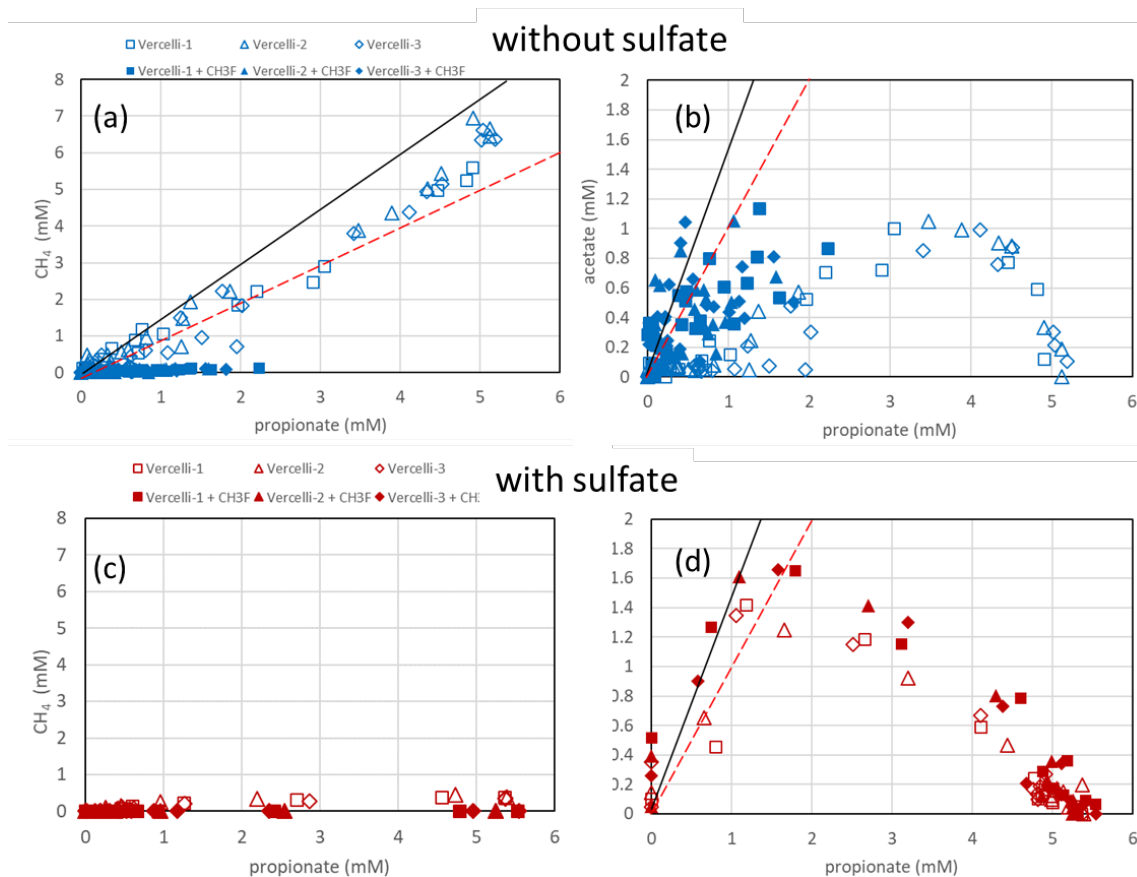 without sulfate
Vercelli-1 Vercelli-2 Vercelli-3
Vercelli-1 + CH3F Vercelli-2 + CH3F Vercelli-3 + CH3F
(a)
8
7
6
5
4
3
2
1
0
CH₄ (mM)
0 1 2 3 4 5 6
propionate (mM)
(b)
2
1.8
1.6
1.4
1.2
1
0.8
0.6
0.4
0.2
0
acetate (mM)
0 1 2 3 4 5 6
propionate (mM)
with sulfate
Vercelli-1 Vercelli-2 Vercelli-3
Vercelli-1 + CH3F Vercelli-2 + CH3F Vercelli-3 + CH3
(c)
8
7
6
5
4
3
2
1
0
CH₄ (mM)
0 1 2 3 4 5 6
propionate (mM)
(d)
2
1.8
1.6
1.4
1.2
1
0.8
0.6
0.4
0.2
0
0 1 2 3 4 5 6
propionate (mM)